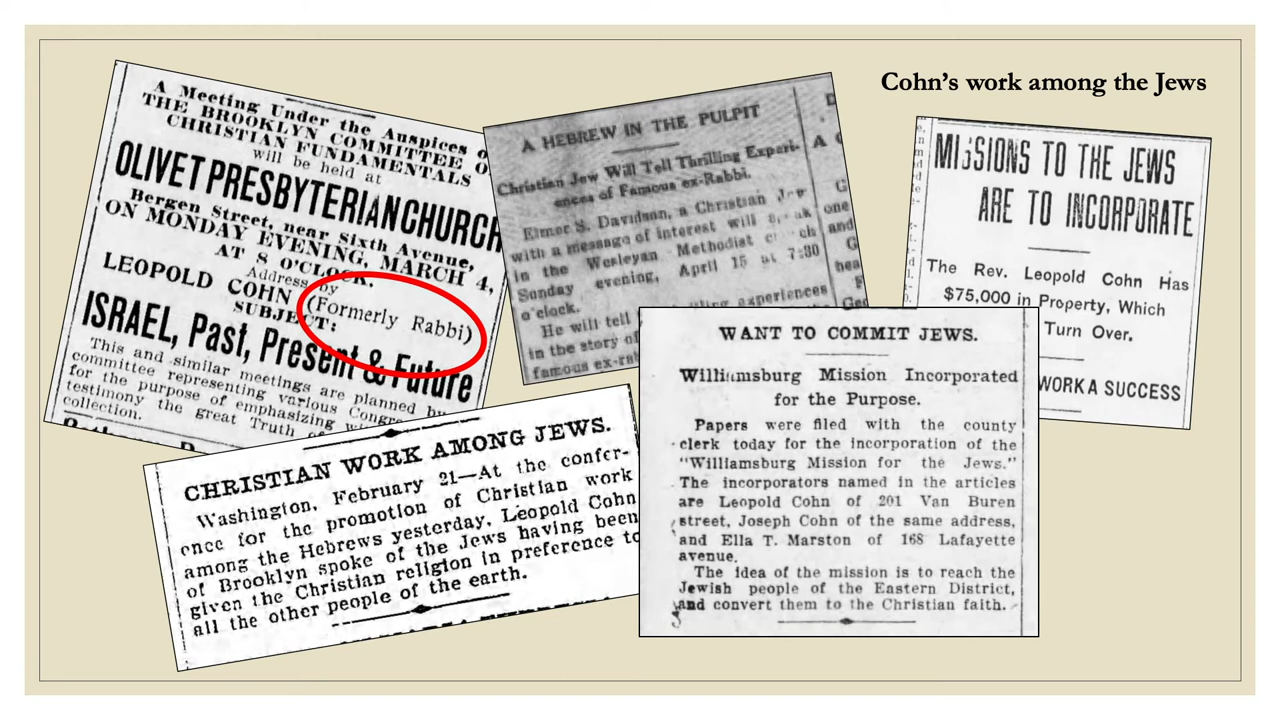 Cohn's work among the Jews
A Meeting Under the Auspices o
THE BROOKLYN COMMITTEE O
CHRISTIAN FUNDAMENTALS
will be held at
OLIVET PRESBYTERIAN CHURCH
Bergen Street, near Sixth Avenue,
ON MONDAY EVENING, MARCH 4,
AT 8 O'CLOCK.
Address by
LEOPOLD COHN (Formerly Rabbi)
SUBJECT:
ISRAEL, Past, Present & Future
This and similar meetings are planned by
committee representing various Congre
for the purpose of emphasizing
testimony the great Truth of
collection.
A HEBREW IN THE PULPIT
Christian Jew Will Tell Thrilling Experi-
ences of Famous ex-Rabbi.
Elmer S. Davidson, a Christian Jew
with a message of interest will
in the Wesleyan Methodist
Sunday evening, April 15 at 7:30
o'clock.
He will tell experiences
in the story of
famous ex-ra
MISSIONS TO THE JEWS
ARE TO INCORPORATE
The Rev. Leopold Cohn Has
$75,000 in Property, Which
Turn Over.
WORK A SUCCESS
CHRISTIAN WORK AMONG JEWS.
Washington, February 21—At the confer-
ence for the promotion of Christian work
among the Hebrews yesterday, Leopold Cohn
of Brooklyn spoke of the Jews having been
given the Christian religion in preference to
all the other people of the earth.
WANT TO COMMIT JEWS.
Williamsburg Mission Incorporated
for the Purpose.
Papers were filed with the county
clerk today for the incorporation of the
"Williamsburg Mission for the Jews."
The incorporators named in the articles
are Leopold Cohn of 201 Van Buren
street, Joseph Cohn of the same address,
and Ella T. Marston of 168 Lafayette
avenue.
The idea of the mission is to reach the
Jewish people of the Eastern District,
and convert them to the Christian faith.